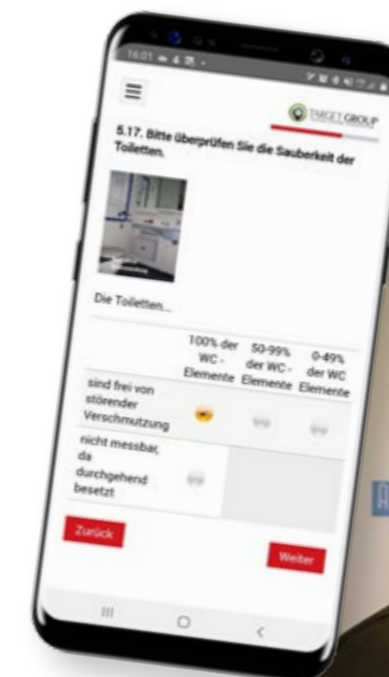 16:01
TARGET GROUP
5.17. Bitte überprüfen Sie die Sauberkeit der
Toiletten.
Die Toiletten...
100% der
WC -
Elemente
50-99%
der WC -
Elemente
0-49%
der WC
Elemente
sind frei von
störender
Verschmutzung
nicht messbar,
da
durchgehend
besetzt
Zurück
Weiter